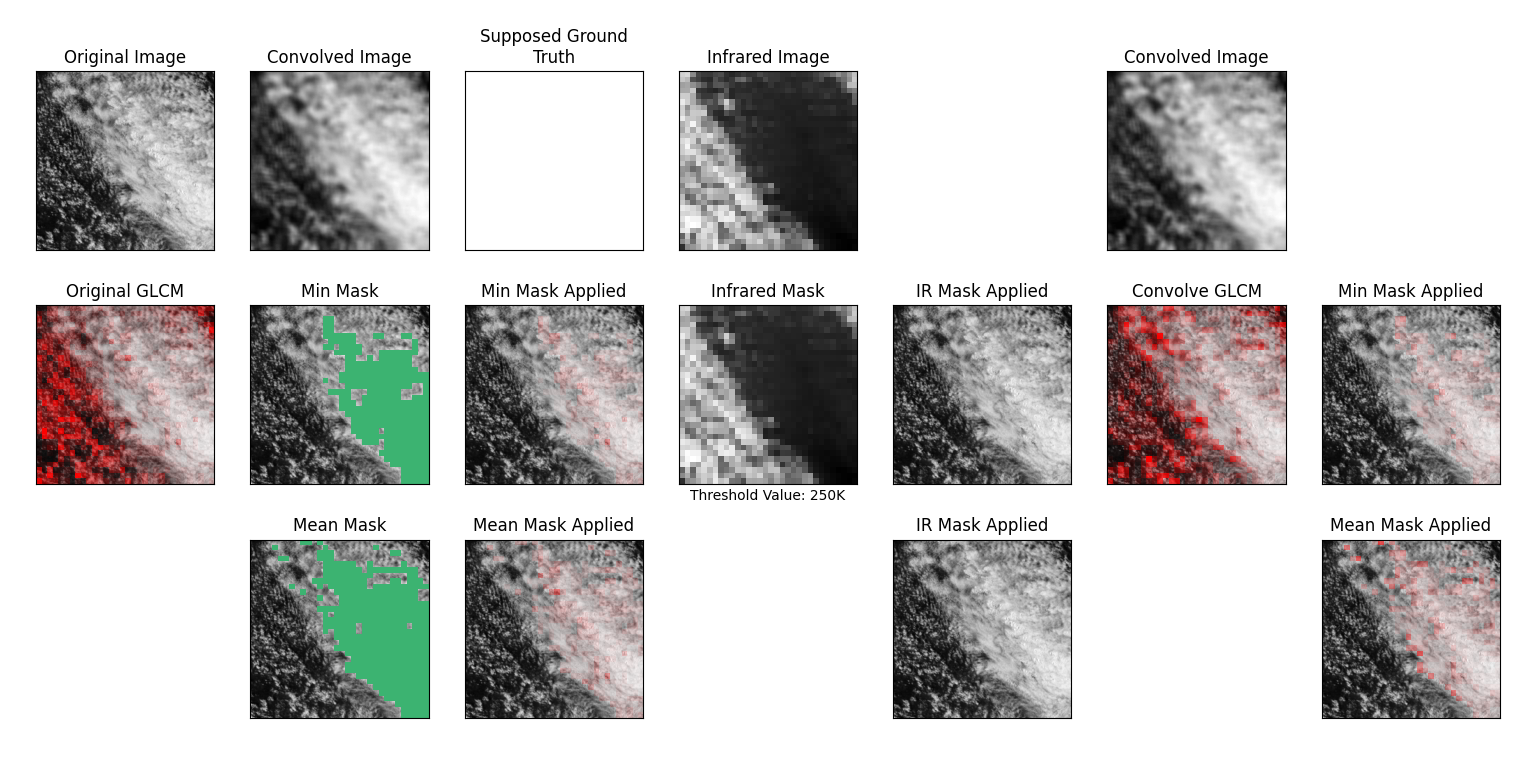 Original Image
Convolved Image
Supposed Ground
Truth
Infrared Image
Convolved Image
Original GLCM
Min Mask
Min Mask Applied
Infrared Mask
IR Mask Applied
Convolve GLCM
Min Mask Applied
Threshold Value: 250K
Mean Mask
Mean Mask Applied
IR Mask Applied
Mean Mask Applied